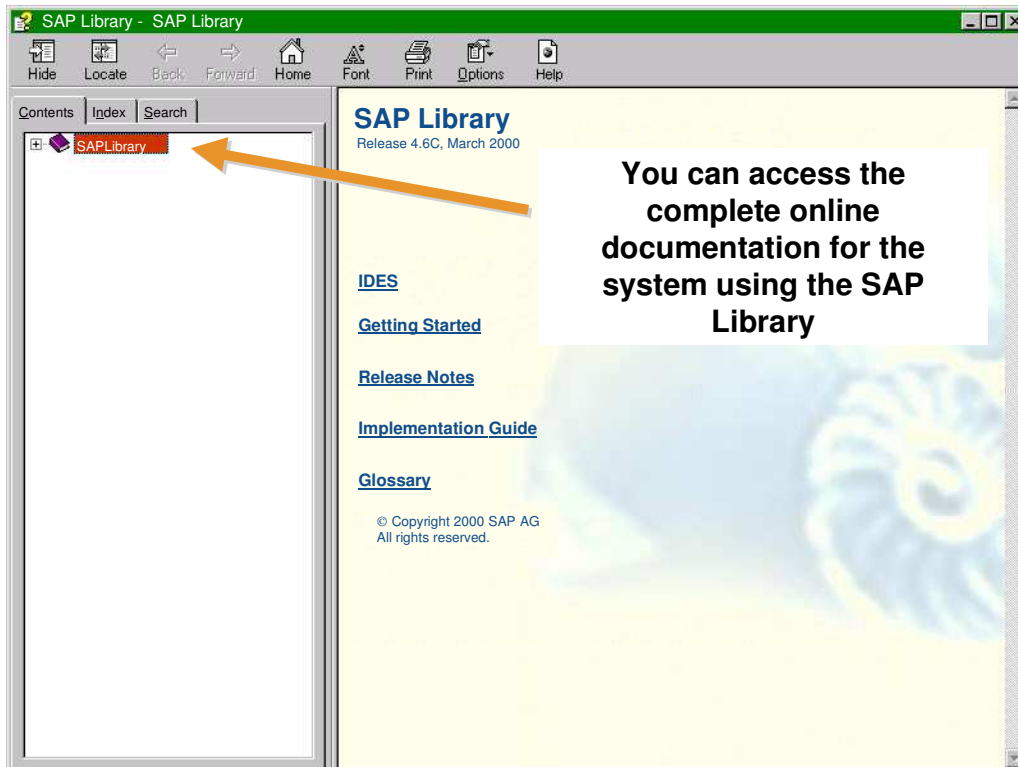 SAP Library - SAP Library
Hide Locate Back Forward Home Font Print Options Help
Contents Index Search
SAPLibrary
SAP Library
Release 4.6C, March 2000
You can access the
complete online
documentation for the
system using the SAP
Library
IDES
Getting Started
Release Notes
Implementation Guide
Glossary
© Copyright 2000 SAP AG
All rights reserved.